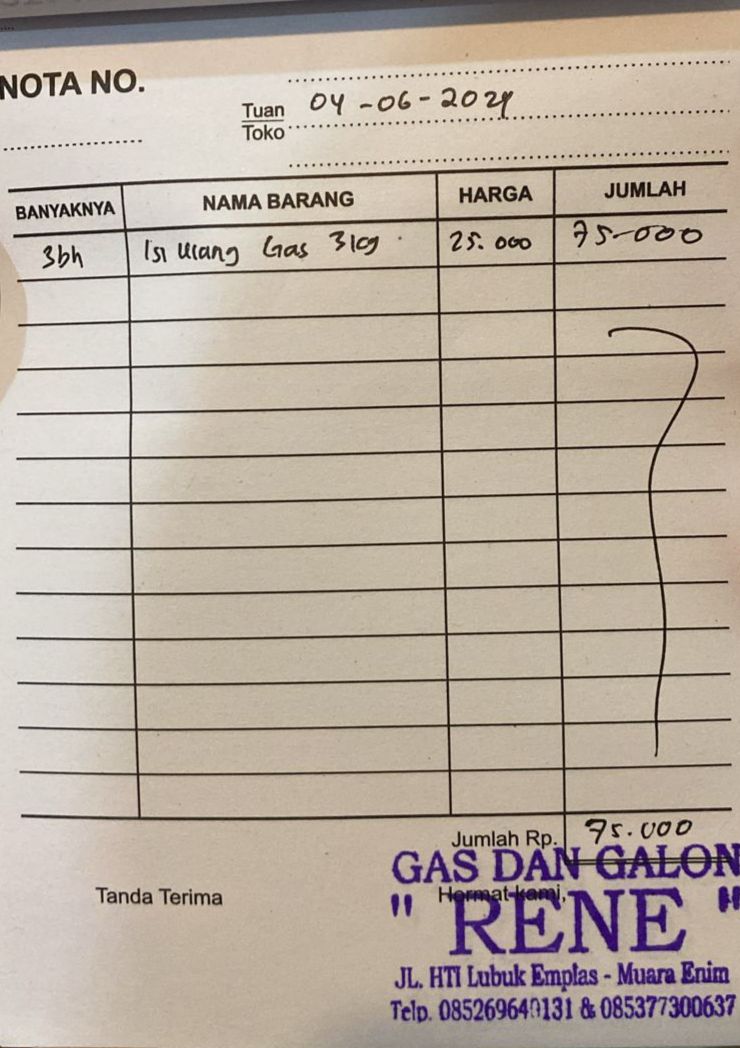 NOTA NO.
Tuan 04-06-2024
Toko
BANYAKNYA NAMA BARANG HARGA JUMLAH
3bh Isi Ulang Gas 3kg 25.000 75.000
Jumlah Rp. 75.000
GAS DAN GALON
Tanda Terima Hormat kami,
"RENE"
JL. HTI Lubuk Emplas - Muara Enim
Telp. 085269640131 & 085377300637